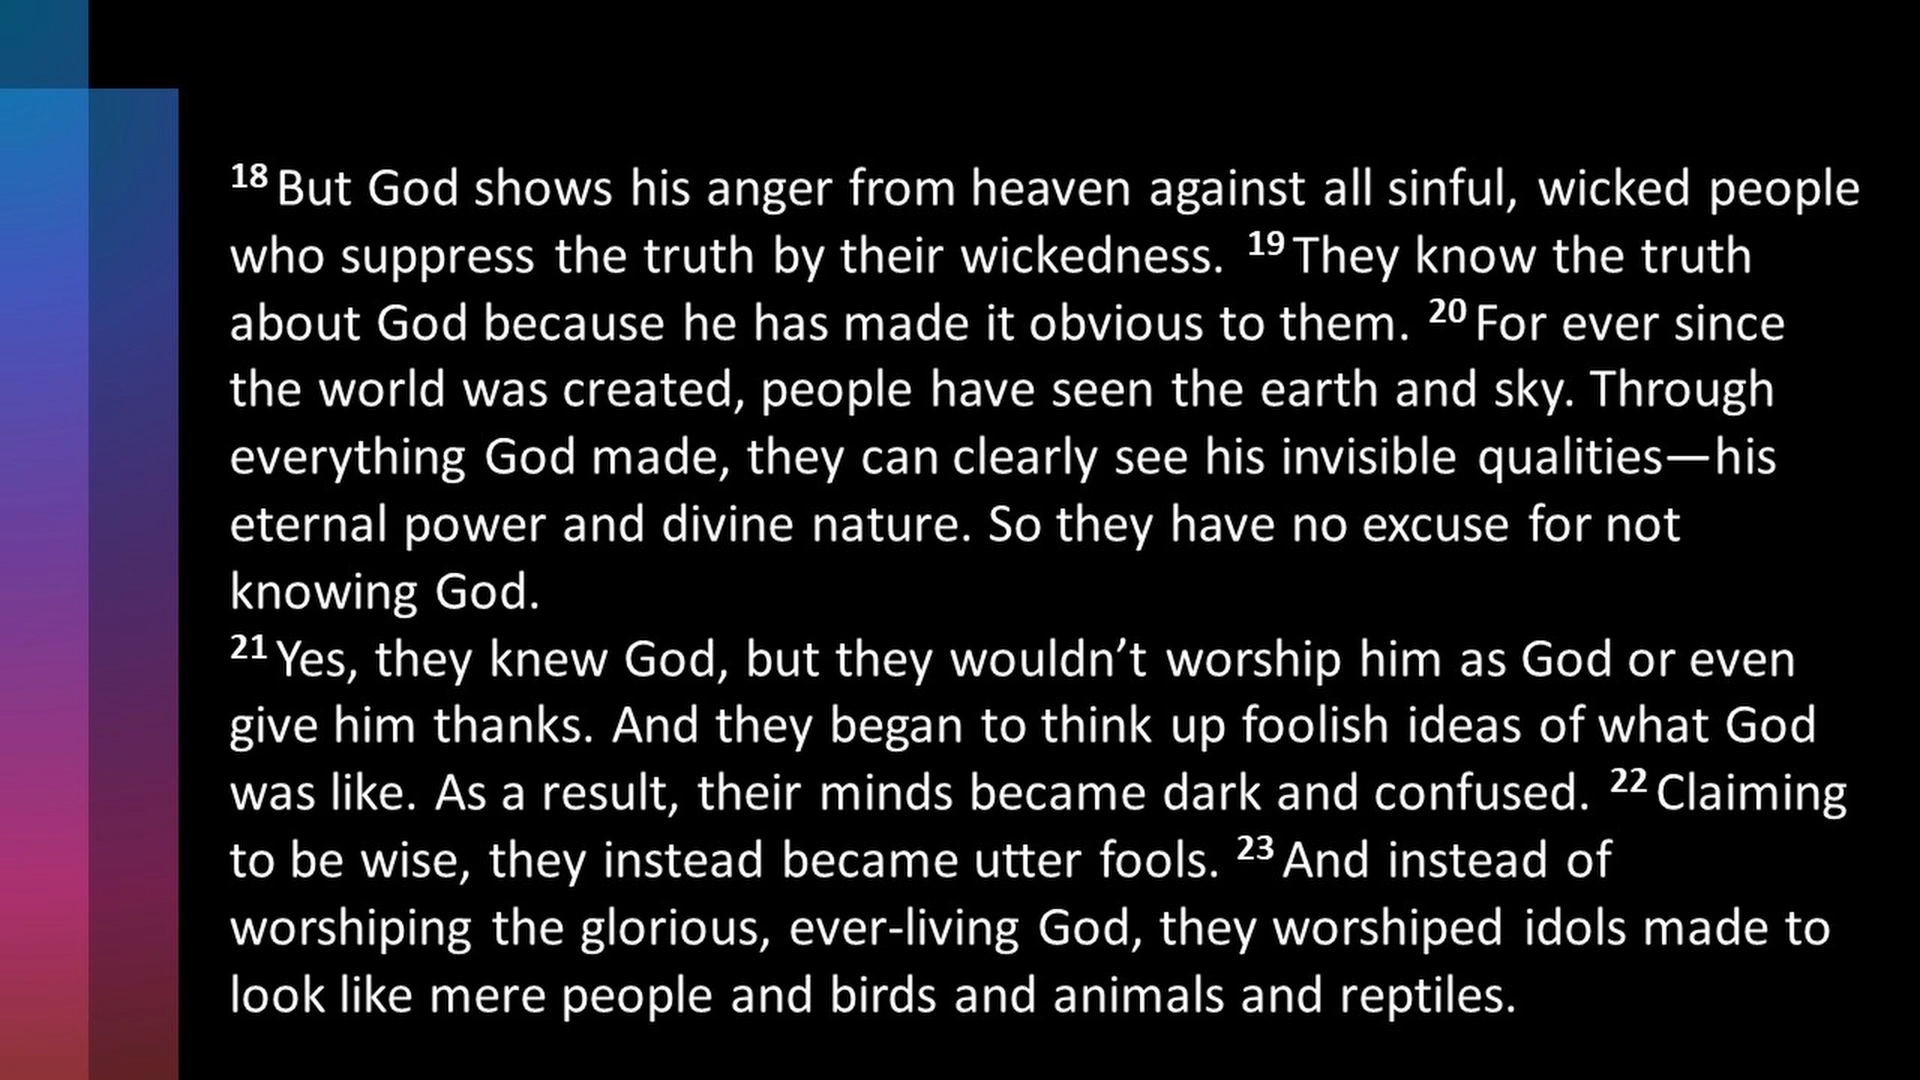 18 But God shows his anger from heaven against all sinful, wicked people
who suppress the truth by their wickedness. 19 They know the truth
about God because he has made it obvious to them. 20 For ever since
the world was created, people have seen the earth and sky. Through
everything God made, they can clearly see his invisible qualities—his
eternal power and divine nature. So they have no excuse for not
knowing God.
21 Yes, they knew God, but they wouldn’t worship him as God or even
give him thanks. And they began to think up foolish ideas of what God
was like. As a result, their minds became dark and confused. 22 Claiming
to be wise, they instead became utter fools. 23 And instead of
worshiping the glorious, ever-living God, they worshiped idols made to
look like mere people and birds and animals and reptiles.